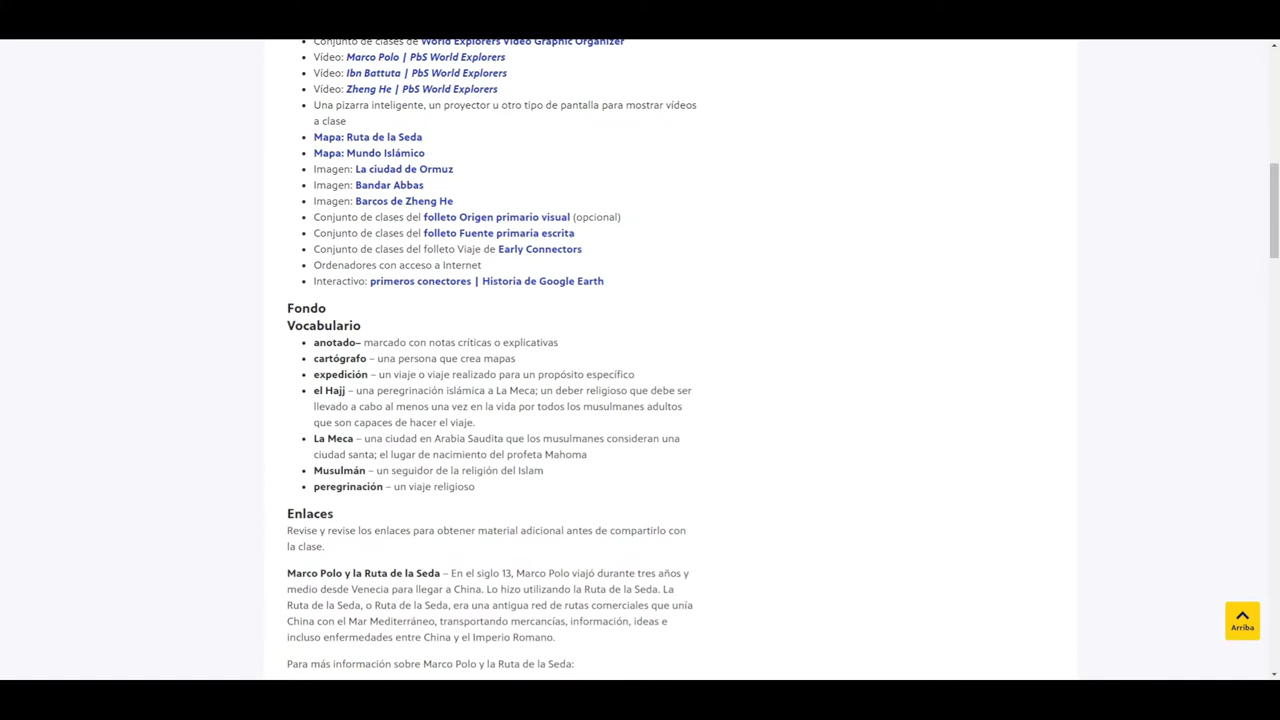 Conjunto de clases de World Explorers Video Graphic Organizer
Vídeo: Marco Polo | PbS World Explorers
Vídeo: Ibn Battuta | PbS World Explorers
Vídeo: Zheng He | PbS World Explorers
Una pizarra inteligente, un proyector u otro tipo de pantalla para mostrar vídeos
a clase
Mapa: Ruta de la Seda
Mapa: Mundo Islámico
Imagen: La ciudad de Ormuz
Imagen: Bandar Abbas
Imagen: Barcos de Zheng He
Conjunto de clases del folleto Origen primario visual (opcional)
Conjunto de clases del folleto Fuente primaria escrita
Conjunto de clases del folleto Viaje de Early Connectors
Ordenadores con acceso a Internet
Interactivo: primeros conectores | Historia de Google Earth
Fondo
Vocabulario
anotado– marcado con notas críticas o explicativas
cartógrafo – una persona que crea mapas
expedición – un viaje o viaje realizado para un propósito específico
el Hajj – una peregrinación islámica a La Meca; un deber religioso que debe ser
llevado a cabo al menos una vez en la vida por todos los musulmanes adultos
que son capaces de hacer el viaje.
La Meca – una ciudad en Arabia Saudita que los musulmanes consideran una
ciudad santa; el lugar de nacimiento del profeta Mahoma
Musulmán – un seguidor de la religión del Islam
peregrinación – un viaje religioso
Enlaces
Revise y revise los enlaces para obtener material adicional antes de compartirlo con
la clase.
Marco Polo y la Ruta de la Seda – En el siglo 13, Marco Polo viajó durante tres años y
medio desde Venecia para llegar a China. Lo hizo utilizando la Ruta de la Seda. La
Ruta de la Seda, o Ruta de la Seda, era una antigua red de rutas comerciales que unía
China con el Mar Mediterráneo, transportando mercancías, información, ideas e
incluso enfermedades entre China y el Imperio Romano.
Arriba
Para más información sobre Marco Polo y la Ruta de la Seda: